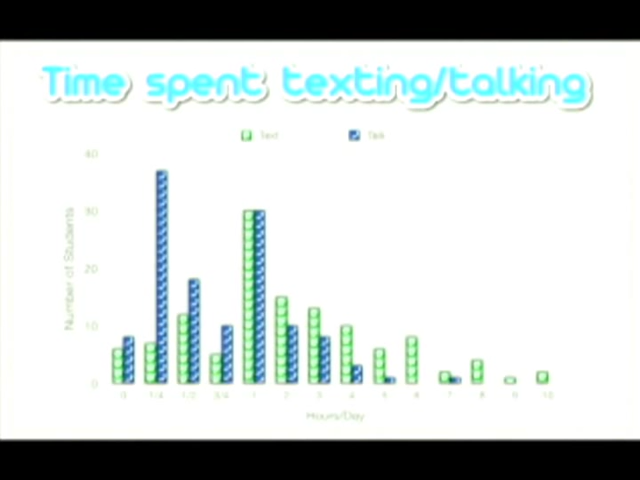 Time spent texting/talking
Text Talk
40
30
20
10
0
Number of Students
0 1/4 1/2 3/4 1 2 3 4 5 6 7 8 9 10
Hours/Day